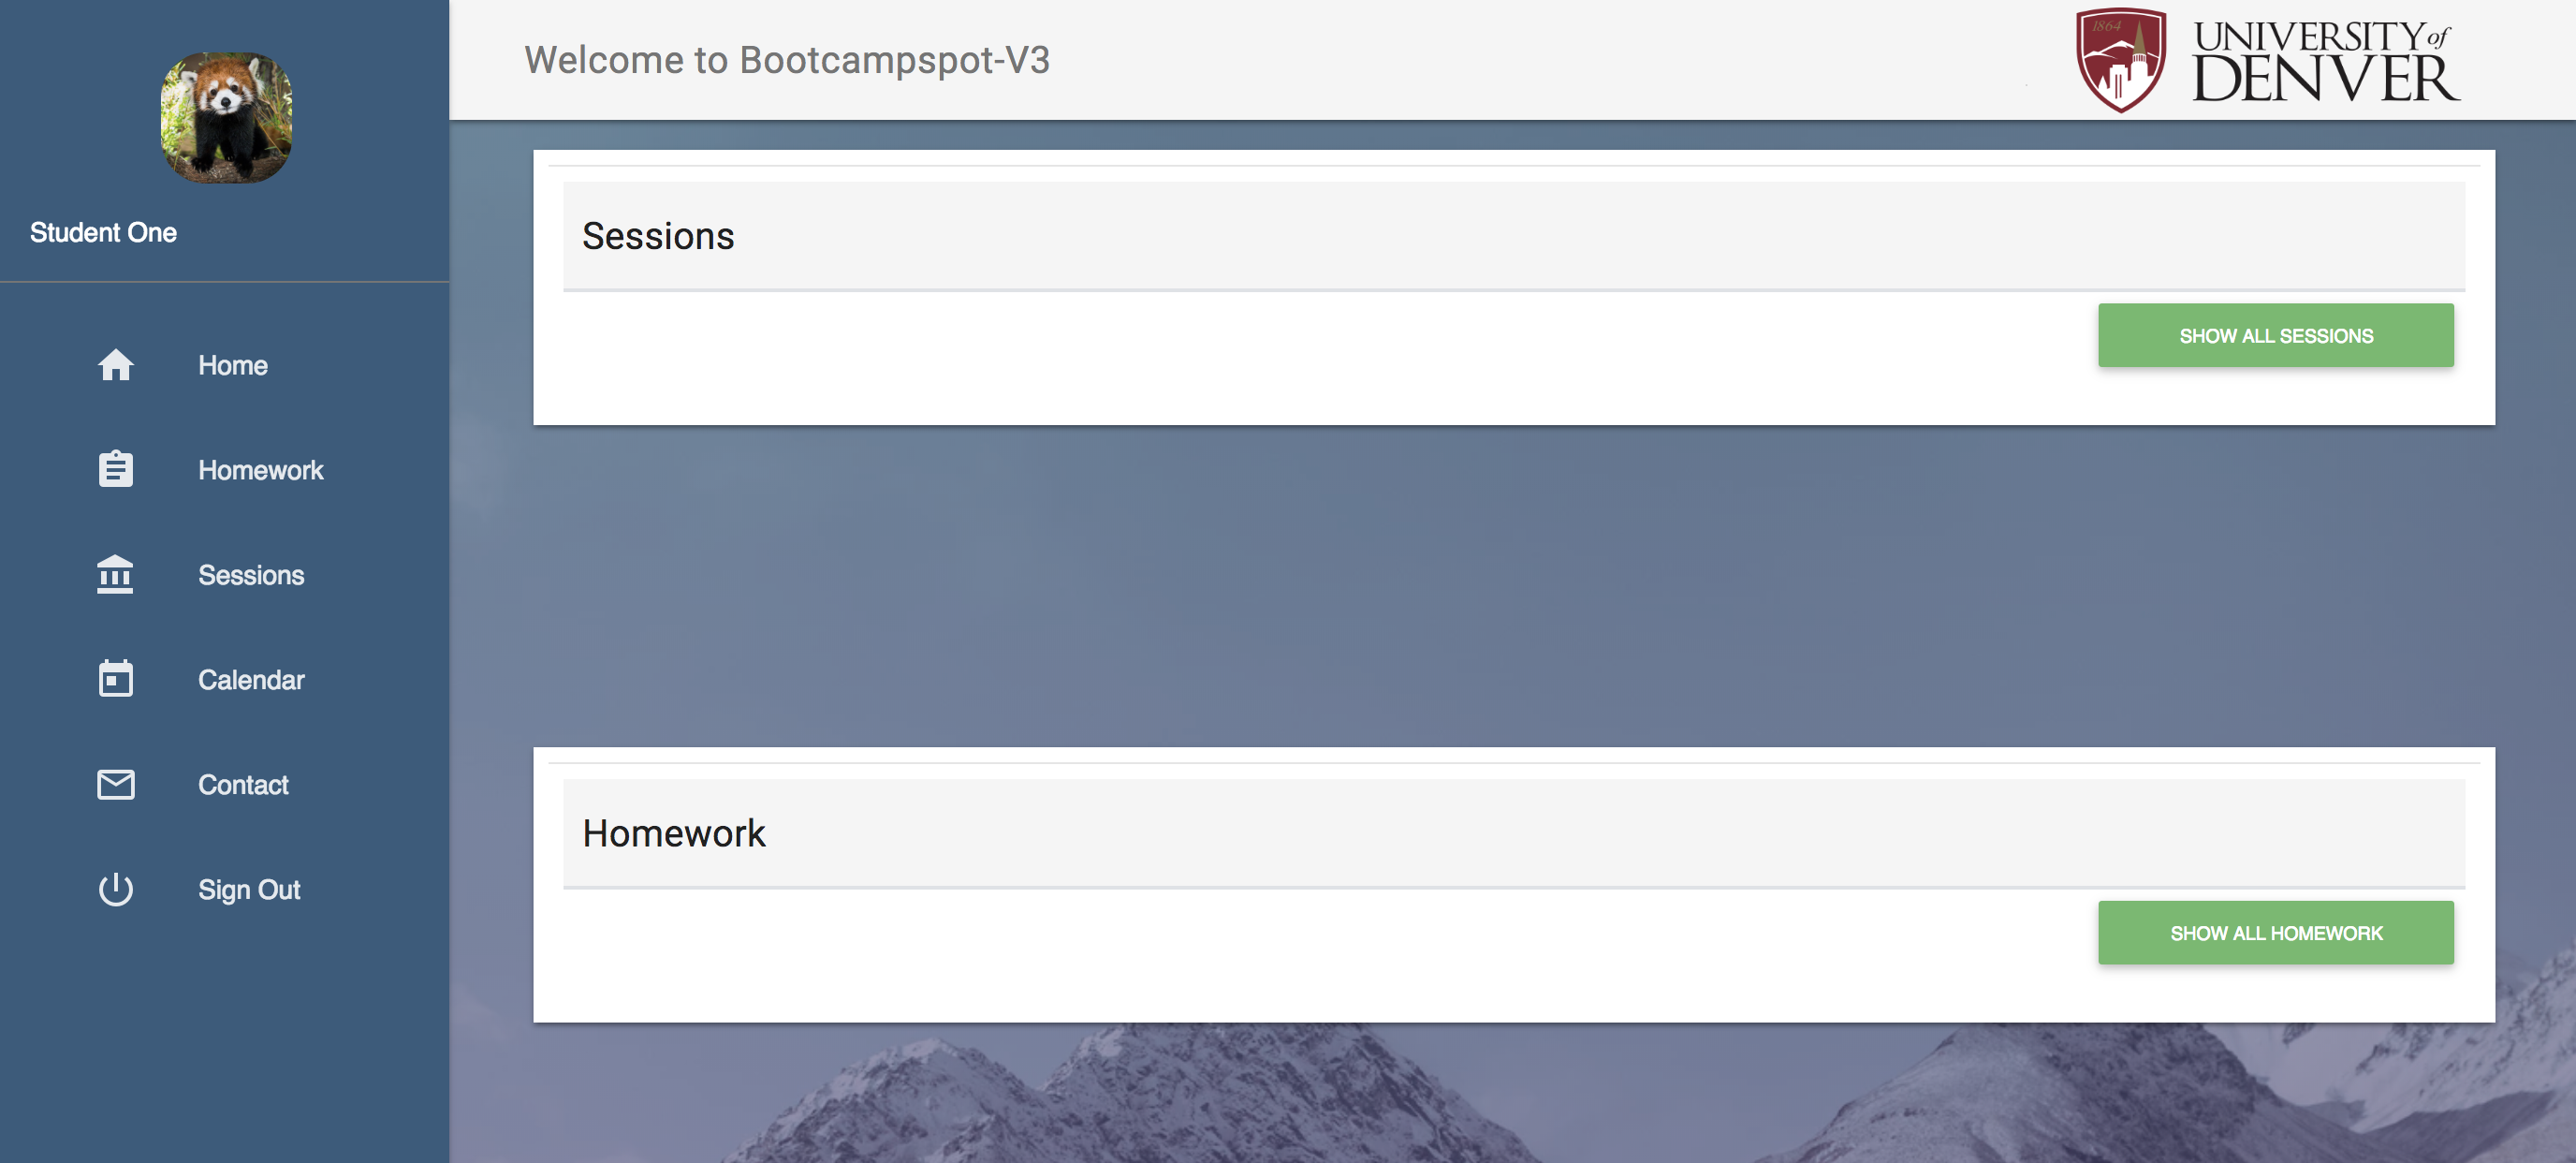 Student One
Home
Homework
Sessions
Calendar
Contact
Sign Out
Welcome to Bootcampspot-V3
1864
UNIVERSITY of
DENVER
Sessions
SHOW ALL SESSIONS
Homework
SHOW ALL HOMEWORK